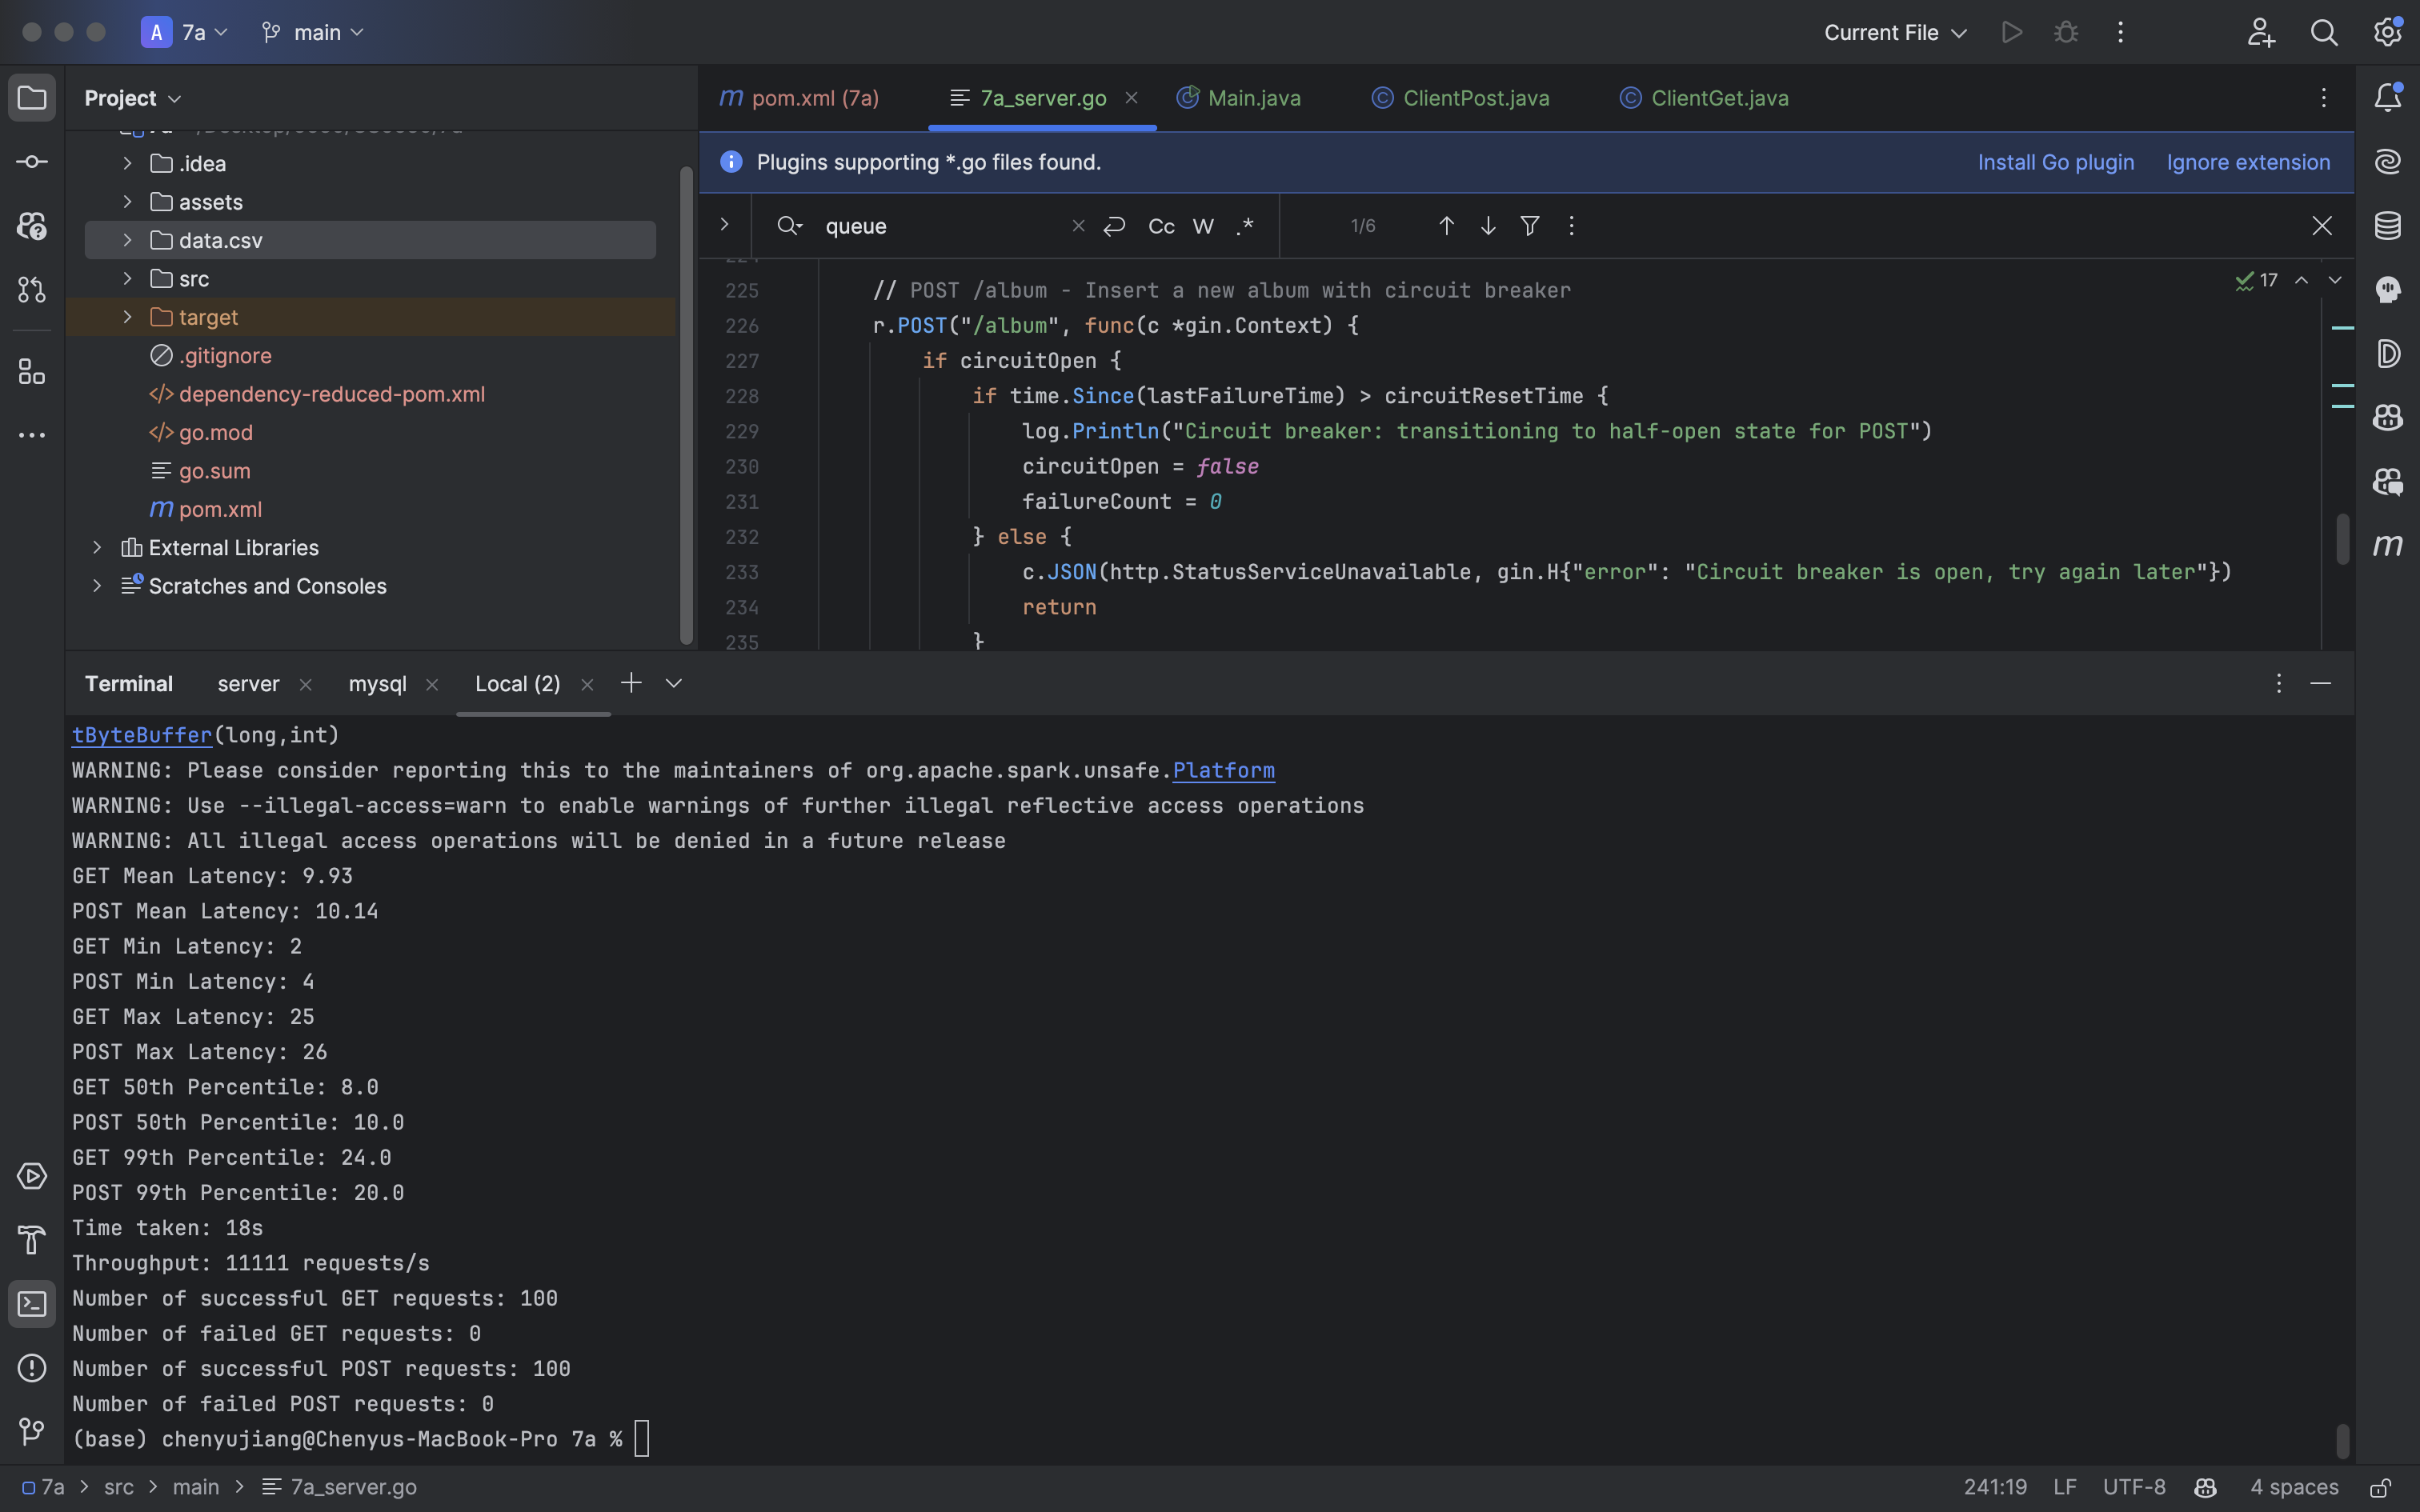 A 7a main Current File
Project
pom.xml (7a) 7a_server.go Main.java ClientPost.java ClientGet.java
Plugins supporting *.go files found. Install Go plugin Ignore extension
queue Cc W .* 1/6
.idea
assets
data.csv
src
target
.gitignore
dependency-reduced-pom.xml
go.mod
go.sum
m pom.xml
External Libraries
Scratches and Consoles
17
225 // POST /album - Insert a new album with circuit breaker
226 r.POST("/album", func(c *gin.Context) {
227 if circuitOpen {
228 if time.Since(lastFailureTime) > circuitResetTime {
229 log.Println("Circuit breaker: transitioning to half-open state for POST")
230 circuitOpen = false
231 failureCount = 0
232 } else {
233 c.JSON(http.StatusServiceUnavailable, gin.H{"error": "Circuit breaker is open, try again later"})
234 return
235 }
Terminal server mysql Local (2)
tByteBuffer(long,int)
WARNING: Please consider reporting this to the maintainers of org.apache.spark.unsafe.Platform
WARNING: Use --illegal-access=warn to enable warnings of further illegal reflective access operations
WARNING: All illegal access operations will be denied in a future release
GET Mean Latency: 9.93
POST Mean Latency: 10.14
GET Min Latency: 2
POST Min Latency: 4
GET Max Latency: 25
POST Max Latency: 26
GET 50th Percentile: 8.0
POST 50th Percentile: 10.0
GET 99th Percentile: 24.0
POST 99th Percentile: 20.0
Time taken: 18s
Throughput: 11111 requests/s
Number of successful GET requests: 100
Number of failed GET requests: 0
Number of successful POST requests: 100
Number of failed POST requests: 0
(base) chenyujiang@Chenyus-MacBook-Pro 7a %
7a > src > main > 7a_server.go 241:19 LF UTF-8 4 spaces